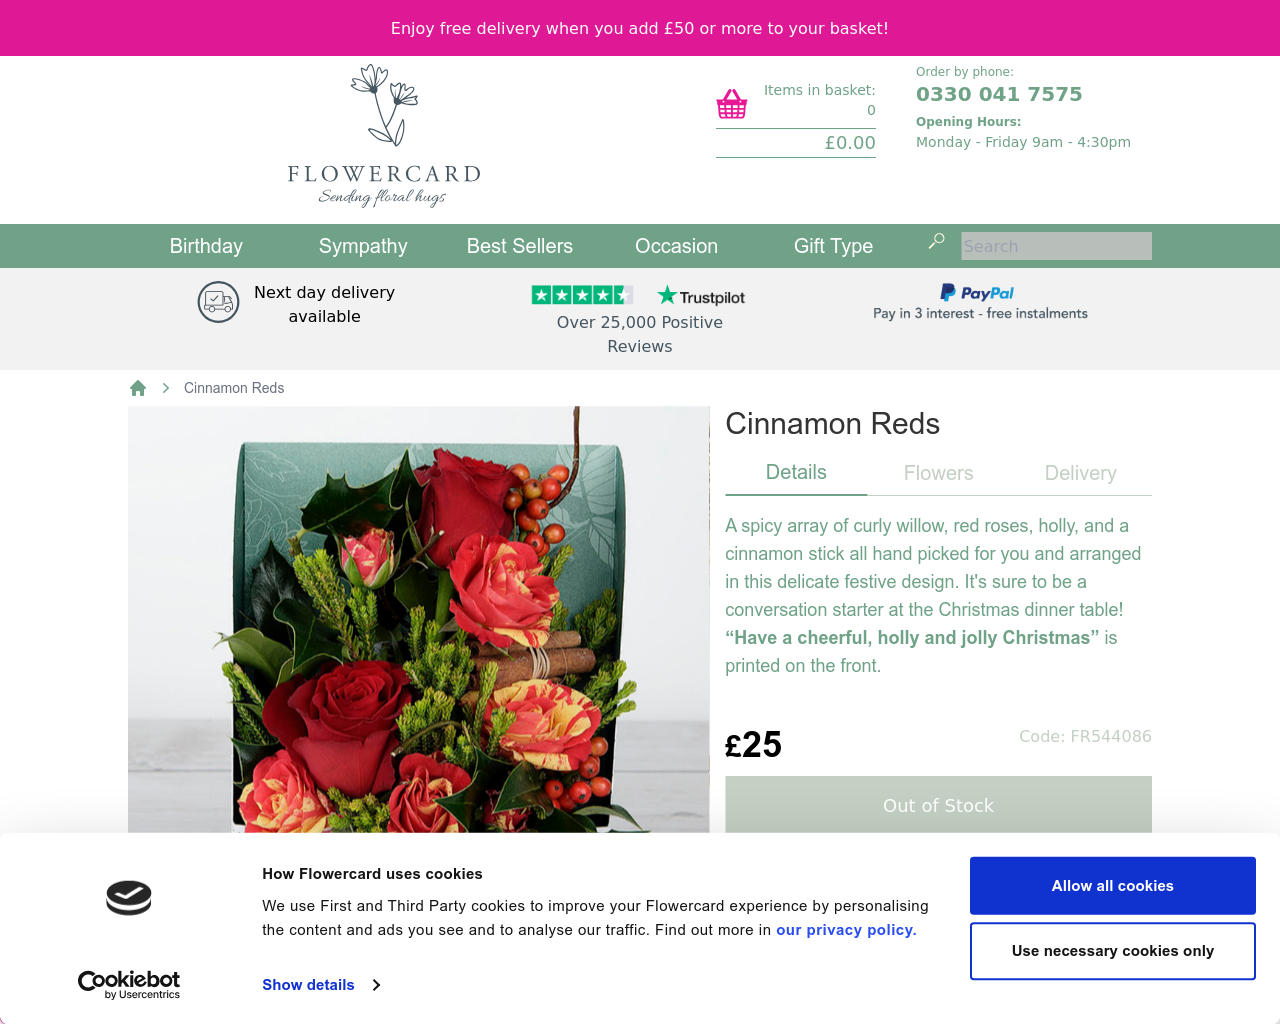 Enjoy free delivery when you add £50 or more to your basket!
FLOWERCARD
Sending floral hugs
Items in basket:
0
£0.00
Order by phone:
0330 041 7575
Opening Hours:
Monday - Friday 9am - 4:30pm
Birthday
Sympathy
Best Sellers
Occasion
Gift Type
Search
Next day delivery
available
Trustpilot
Over 25,000 Positive
Reviews
PayPal
Pay in 3 interest - free instalments
Cinnamon Reds
Cinnamon Reds
Details
Flowers
Delivery
A spicy array of curly willow, red roses, holly, and a
cinnamon stick all hand picked for you and arranged
in this delicate festive design. It's sure to be a
conversation starter at the Christmas dinner table!
“Have a cheerful, holly and jolly Christmas” is
printed on the front.
£25
Code: FR544086
Out of Stock
Cookiebot
by Usercentrics
How Flowercard uses cookies
We use First and Third Party cookies to improve your Flowercard experience by personalising
the content and ads you see and to analyse our traffic. Find out more in our privacy policy.
Show details
Allow all cookies
Use necessary cookies only